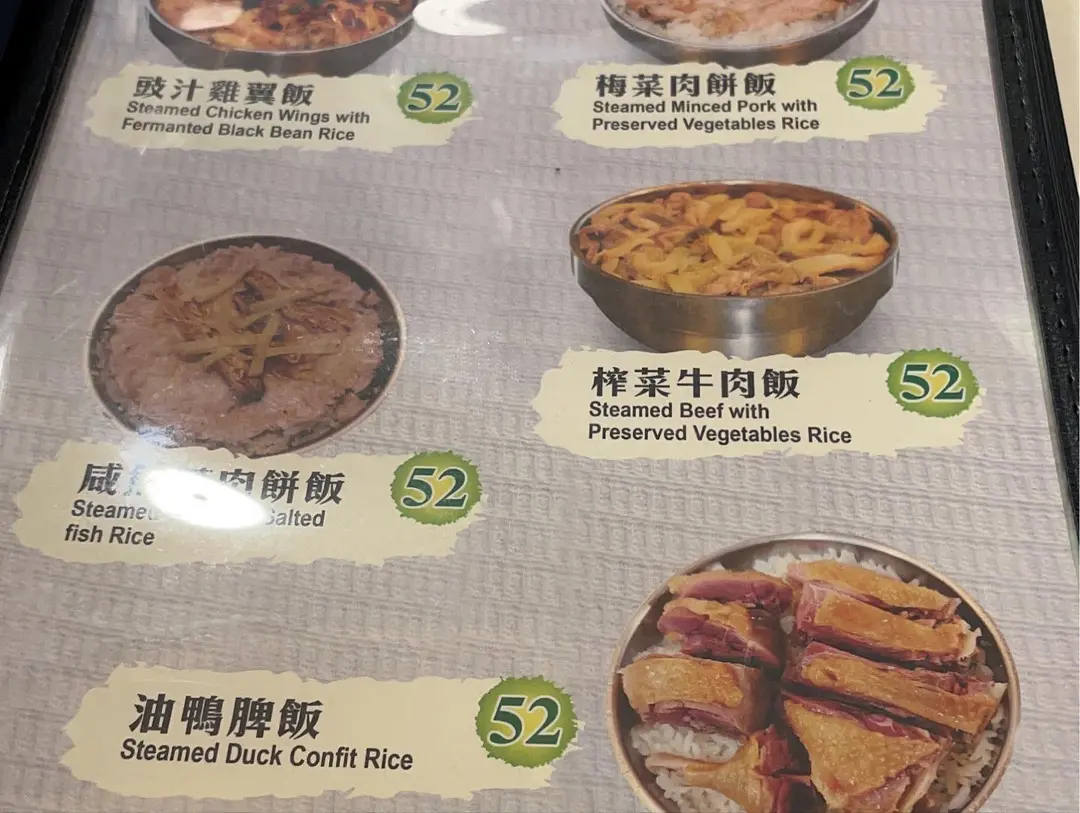 豉汁雞翼飯
Steamed Chicken Wings with
Fermanted Black Bean Rice
52
梅菜肉餅飯
Steamed Minced Pork with
Preserved Vegetables Rice
52
榨菜牛肉飯
Steamed Beef with
Preserved Vegetables Rice
52
咸 肉餅飯
Steamed Salted
fish Rice
52
油鴨脾飯
Steamed Duck Confit Rice
52